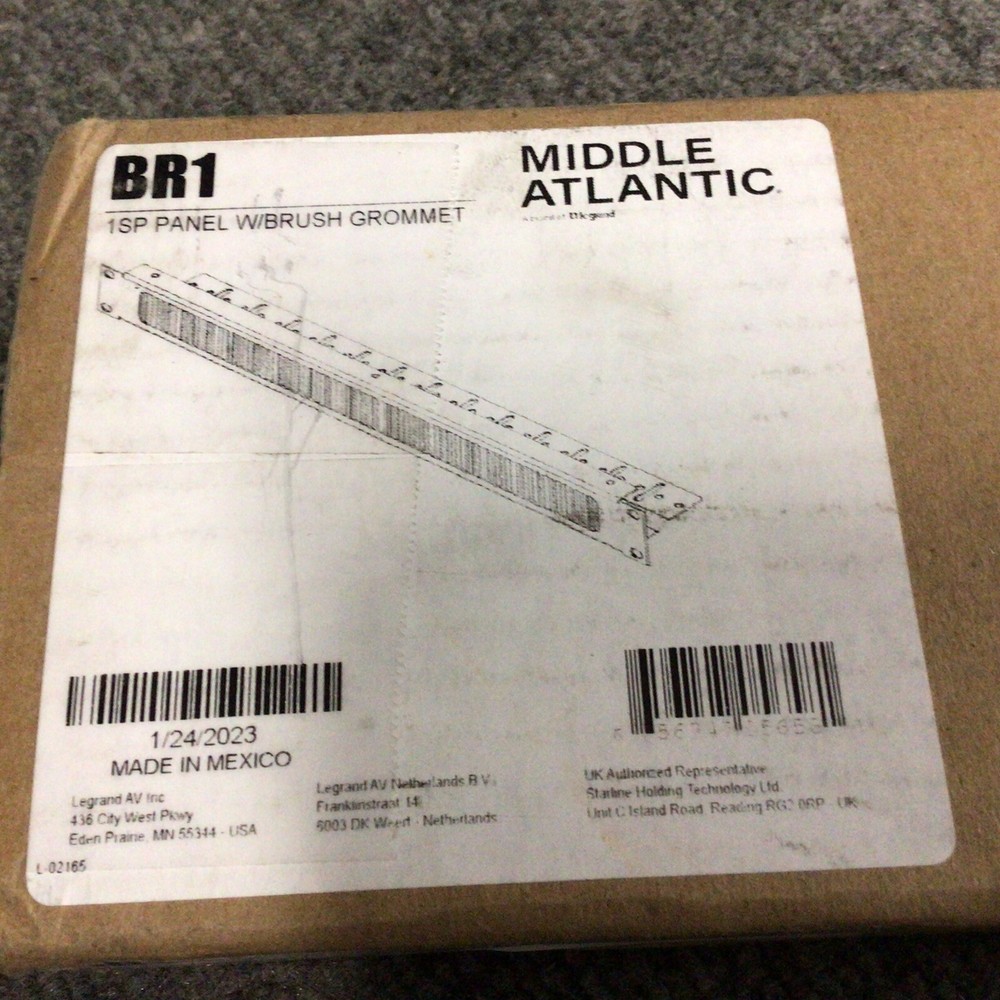 BR1
1SP PANEL W/BRUSH GROMMET
MIDDLE
ATLANTIC
legrand
1/24/2023
MADE IN MEXICO
Legrand AV Inc
436 City West Pkwy
Eden Prairie, MN 55344 - USA
Legrand AV Netherlands B.V.
Franklinstraat 14
6003 DK Weert - Netherlands
UK Authorized Representative
Starline Holding Technology Ltd.
Unit C Island Road, Reading RG2 0RP - UK
L-02165